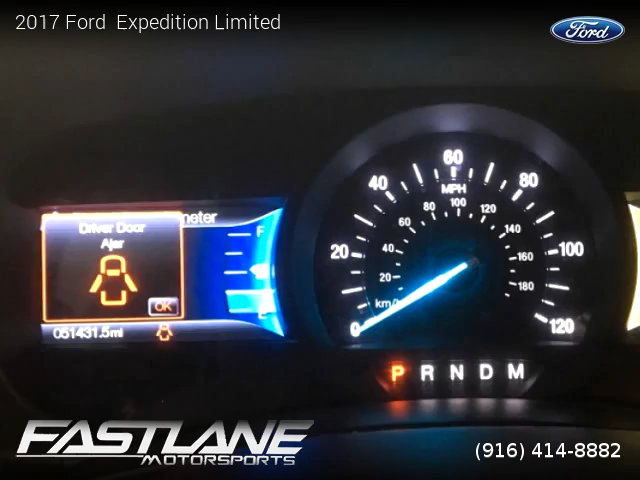 2017 Ford Expedition Limited
Ford
meter
Driver Door
Ajar
OK
051431.5mi
F
E
0 20 40 60 80 100 120
MPH
20 40 60 80 100 120 140 160 180
km/h
P R N D M
FASTLANE
MOTORSPORTS
(916) 414-8882